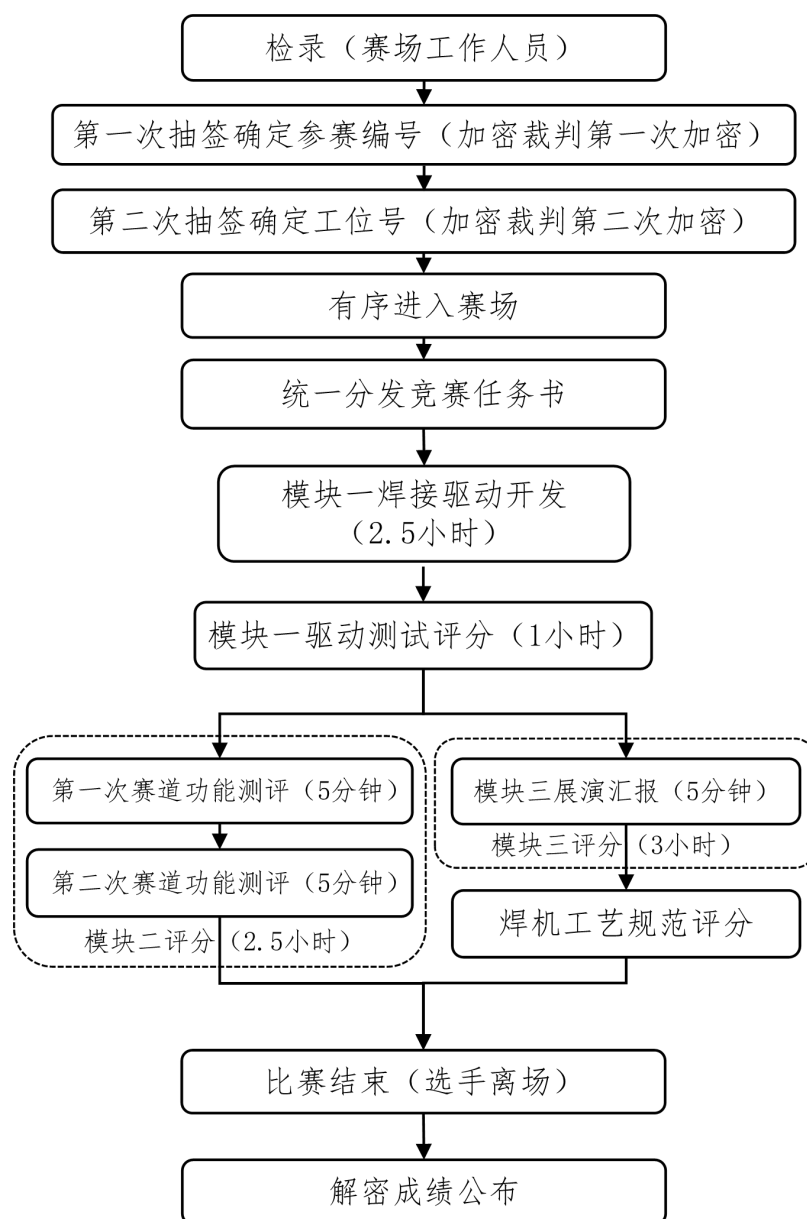 检录（赛场工作人员）
第一次抽签确定参赛编号（加密裁判第一次加密）
第二次抽签确定工位号（加密裁判第二次加密）
有序进入赛场
统一分发竞赛任务书
模块一焊接驱动开发
（2.5小时）
模块一驱动测试评分（1小时）
第一次赛道功能测评（5分钟）
第二次赛道功能测评（5分钟）
模块二评分（2.5小时）
模块三展演汇报（5分钟）
模块三评分（3小时）
焊机工艺规范评分
比赛结束（选手离场）
解密成绩公布